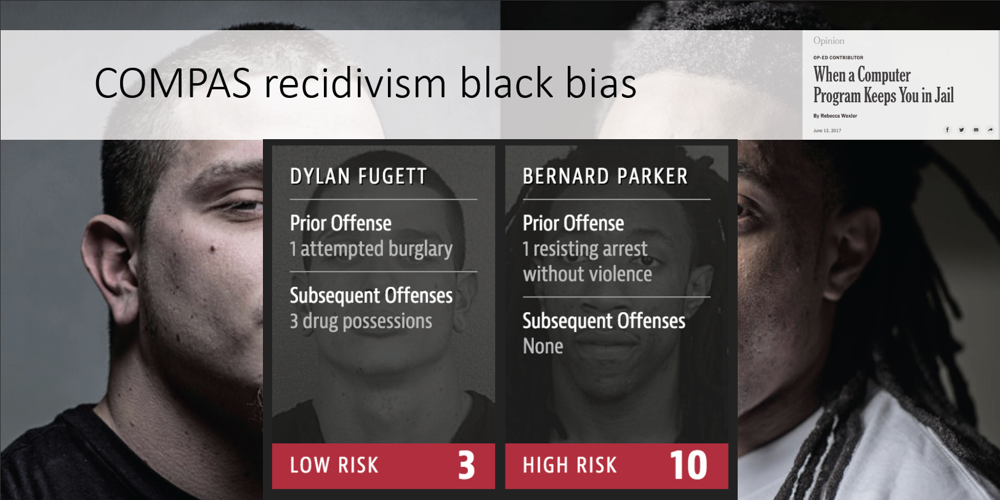 COMPAS recidivism black bias
Opinion
OP-ED CONTRIBUTOR
When a Computer
Program Keeps You in Jail
By Rebecca Wexler
June 13, 2017
DYLAN FUGETT
Prior Offense
1 attempted burglary
Subsequent Offenses
3 drug possessions
LOW RISK 3
BERNARD PARKER
Prior Offense
1 resisting arrest
without violence
Subsequent Offenses
None
HIGH RISK 10